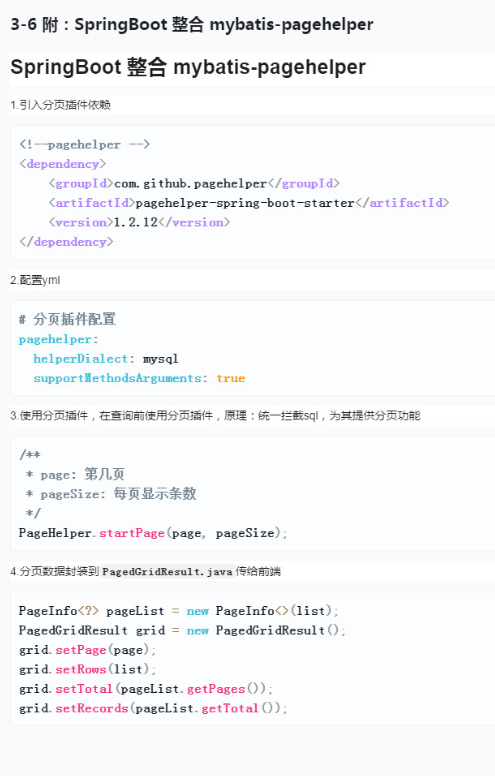 3-6 附：SpringBoot 整合 mybatis-pagehelper
SpringBoot 整合 mybatis-pagehelper
1.引入分页插件依赖
<!--pagehelper -->
<dependency>
    <groupId>com.github.pagehelper</groupId>
    <artifactId>pagehelper-spring-boot-starter</artifactId>
    <version>1.2.12</version>
</dependency>
2.配置yml
# 分页插件配置
pagehelper:
  helperDialect: mysql
  supportMethodsArguments: true
3.使用分页插件，在查询前使用分页插件，原理：统一拦截sql，为其提供分页功能
/**
 * page: 第几页
 * pageSize: 每页显示条数
 */
PageHelper.startPage(page, pageSize);
4.分页数据封装到 PagedGridResult.java 传给前端
PageInfo<?> pageList = new PageInfo<>(list);
PagedGridResult grid = new PagedGridResult();
grid.setPage(page);
grid.setRows(list);
grid.setTotal(pageList.getPages());
grid.setRecords(pageList.getTotal());